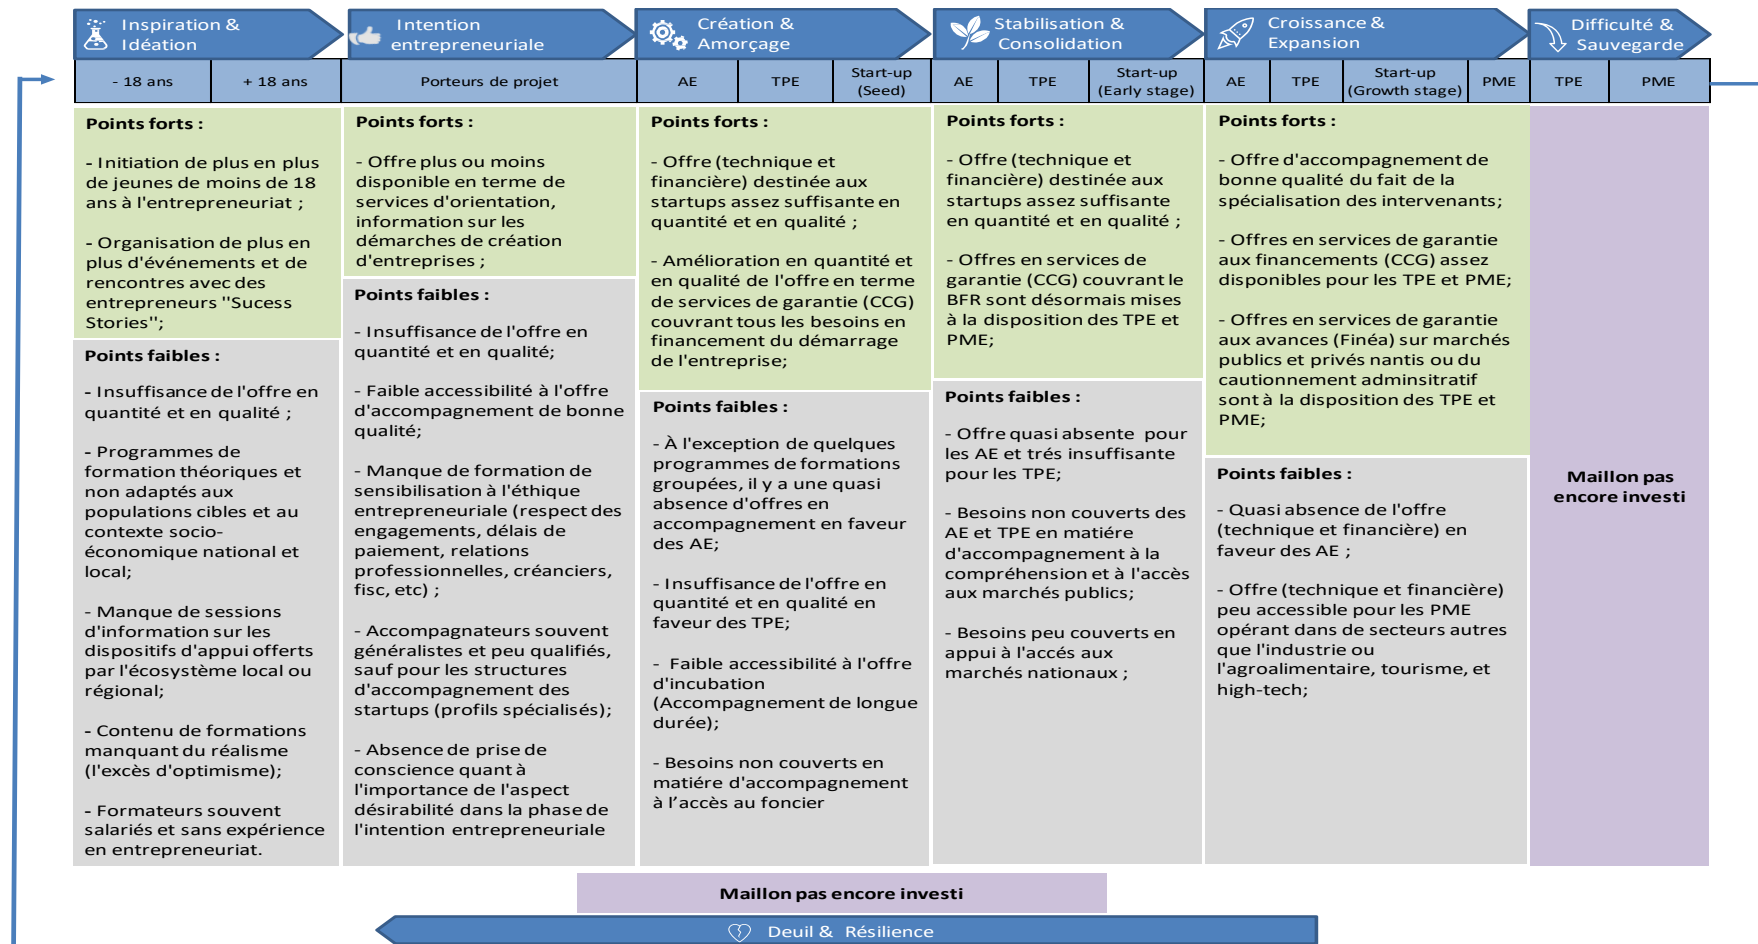 Inspiration &
Idéation
Intention
entrepreneuriale
Création &
Amorçage
Stabilisation &
Consolidation
Croissance &
Expansion
Difficulté &
Sauvegarde
- 18 ans
+ 18 ans
Porteurs de projet
AE
TPE
Start-up
(Seed)
AE
TPE
Start-up
(Early stage)
AE
TPE
Start-up
(Growth stage)
PME
TPE
PME
Points forts :
- Initiation de plus en plus
de jeunes de moins de 18
ans à l'entrepreneuriat ;
- Organisation de plus en
plus d'événements et de
rencontres avec des
entrepreneurs ''Sucess
Stories'';
Points faibles :
- Insuffisance de l'offre en
quantité et en qualité ;
- Programmes de
formation théoriques et
non adaptés aux
populations cibles et au
contexte socio-
économique national et
local;
- Manque de sessions
d'information sur les
dispositifs d'appui offerts
par l'écosystème local ou
régional;
- Contenu de formations
manquant du réalisme
(l'excès d'optimisme);
- Formateurs souvent
salariés et sans expérience
en entrepreneuriat.
Points forts :
- Offre plus ou moins
disponible en terme de
services d'orientation,
information sur les
démarches de création
d'entreprises ;
Points faibles :
- Insuffisance de l'offre en
quantité et en qualité;
- Faible accessibilité à l'offre
d'accompagnement de bonne
qualité;
- Manque de formation de
sensibilisation à l'éthique
entrepreneuriale (respect des
engagements, délais de
paiement, relations
professionnelles, créanciers,
fisc, etc) ;
- Accompagnateurs souvent
généralistes et peu qualifiés,
sauf pour les structures
d'accompagnement des
startups (profils spécialisés);
- Absence de prise de
conscience quant à
l'importance de l'aspect
désirabilité dans la phase de
l'intention entrepreneuriale
Points forts :
- Offre (technique et
financière) destinée aux
startups assez suffisante en
quantité et en qualité ;
- Amélioration en quantité et
en qualité de l'offre en terme
de services de garantie (CCG)
couvrant tous les besoins en
financement du démarrage
de l'entreprise;
Points faibles :
- À l'exception de quelques
programmes de formations
groupées, il y a une quasi
absence d'offres en
accompagnement en faveur
des AE;
- Insuffisance de l'offre en
quantité et en qualité en
faveur des TPE;
- Faible accessibilité à l'offre
d'incubation
(Accompagnement de longue
durée);
- Besoins non couverts en
matiére d'accompagnement
à l’accès au foncier
Points forts :
- Offre (technique et
financière) destinée aux
startups assez suffisante
en quantité et en qualité ;
- Offres en services de
garantie (CCG) couvrant le
BFR sont désormais mises
à la disposition des TPE et
PME;
Points faibles :
- Offre quasi absente pour
les AE et trés insuffisante
pour les TPE;
- Besoins non couverts des
AE et TPE en matiére
d'accompagnement à la
compréhension et à l'accès
aux marchés publics;
- Besoins peu couverts en
appui à l'accés aux
marchés nationaux ;
Points forts :
- Offre d'accompagnement de
bonne qualité du fait de la
spécialisation des intervenants;
- Offres en services de garantie
aux financements (CCG) assez
disponibles pour les TPE et PME;
- Offres en services de garantie
aux avances (Finéa) sur marchés
publics et privés nantis ou du
cautionnement adminsitratif
sont à la disposition des TPE et
PME;
Points faibles :
- Quasi absence de l'offre
(technique et financière) en
faveur des AE ;
- Offre (technique et financière)
peu accessible pour les PME
opérant dans de secteurs autres
que l'industrie ou
l'agroalimentaire, tourisme, et
high-tech;
Maillon pas
encore investi
Maillon pas encore investi
Deuil & Résilience